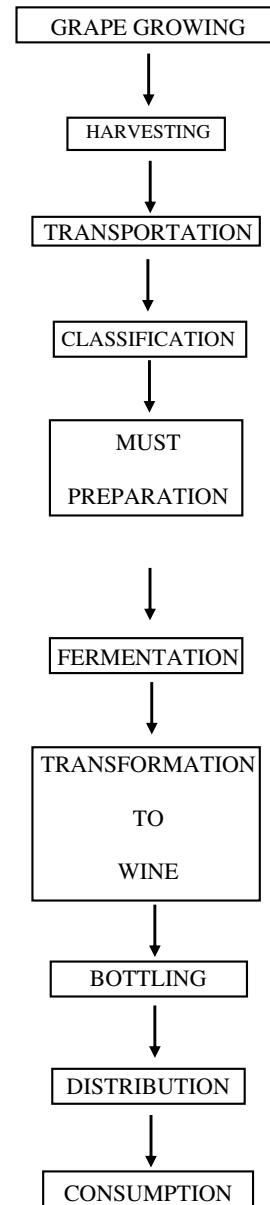 GRAPE GROWING
HARVESTING
TRANSPORTATION
CLASSIFICATION
MUST
PREPARATION
FERMENTATION
TRANSFORMATION
TO
WINE
BOTTLING
DISTRIBUTION
CONSUMPTION